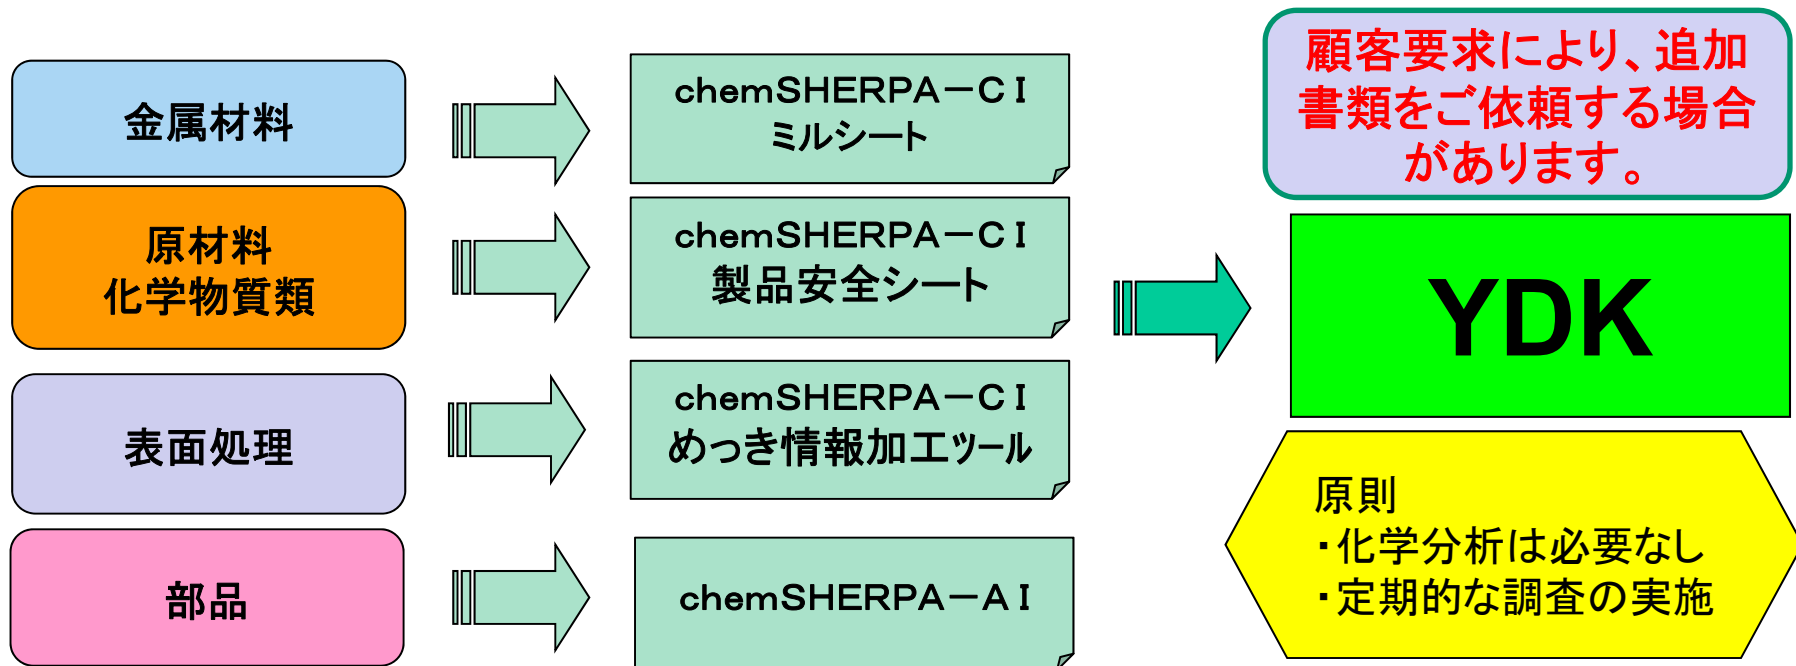 金属材料
chemSHERPA－CI
ミルシート
顧客要求により、追加
書類をご依頼する場合
があります。
原材料
化学物質類
chemSHERPA－CI
製品安全シート
YDK
表面処理
chemSHERPA－CI
めっき情報加工ﾂｰﾙ
原則
・化学分析は必要なし
・定期的な調査の実施
部品
chemSHERPA－AI